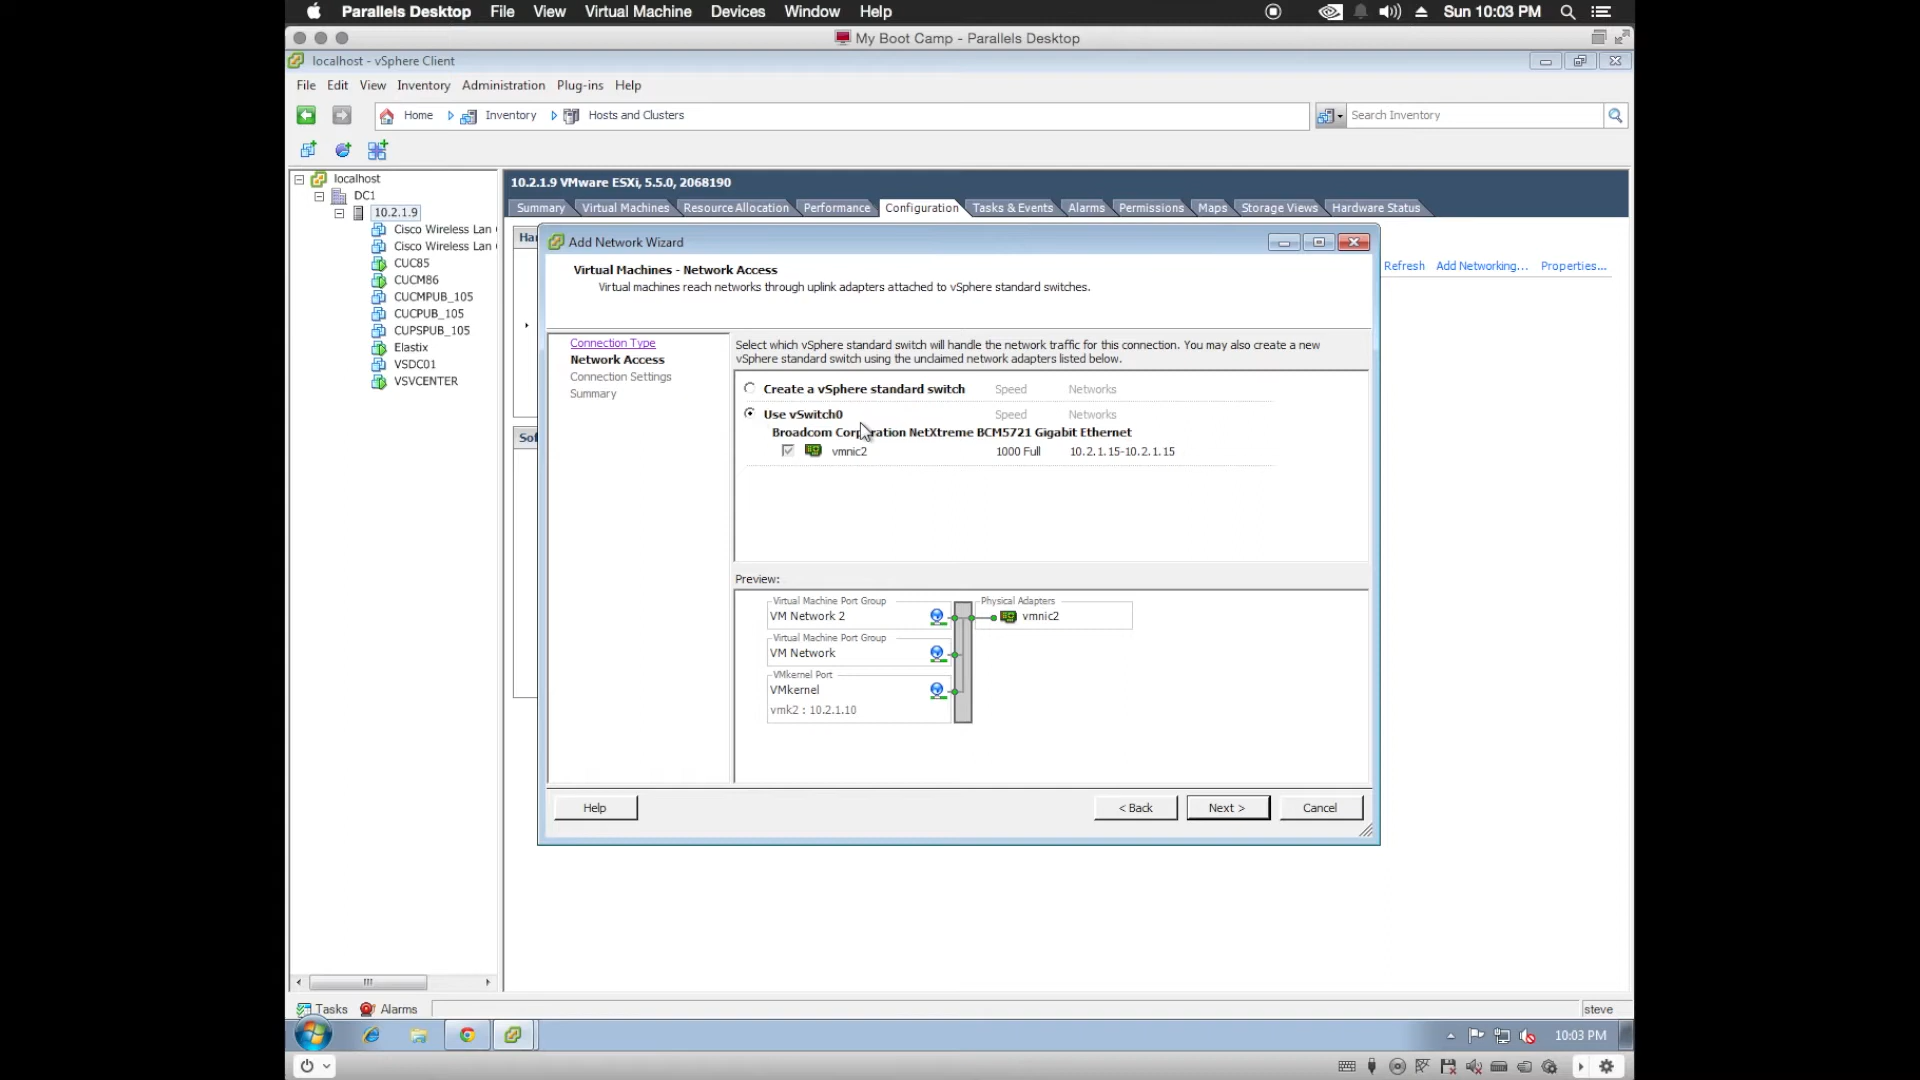 Parallels Desktop File View Virtual Machine Devices Window Help Sun 10:03 PM
My Boot Camp - Parallels Desktop
localhost - vSphere Client
File Edit View Inventory Administration Plug-ins Help
Home Inventory Hosts and Clusters Search Inventory
localhost
DC1
10.2.1.9
Cisco Wireless Lan
Cisco Wireless Lan
CUC85
CUCM86
CUCMPUB_105
CUCPUB_105
CUPSPUB_105
Elastix
VSDC01
VSVCENTER
10.2.1.9 VMware ESXi, 5.5.0, 2068190
Summary Virtual Machines Resource Allocation Performance Configuration Tasks & Events Alarms Permissions Maps Storage Views Hardware Status
Refresh Add Networking... Properties...
Add Network Wizard
Virtual Machines - Network Access
Virtual machines reach networks through uplink adapters attached to vSphere standard switches.
Connection Type
Network Access
Connection Settings
Summary
Select which vSphere standard switch will handle the network traffic for this connection. You may also create a new
vSphere standard switch using the unclaimed network adapters listed below.
Create a vSphere standard switch Speed Networks
Use vSwitch0 Speed Networks
Broadcom Corporation NetXtreme BCM5721 Gigabit Ethernet
vmnic2 1000 Full 10.2.1.15-10.2.1.15
Preview:
Virtual Machine Port Group Physical Adapters
VM Network 2 vmnic2
Virtual Machine Port Group
VM Network
VMkernel Port
VMkernel
vmk2 : 10.2.1.10
Help < Back Next > Cancel
Tasks Alarms steve
10:03 PM